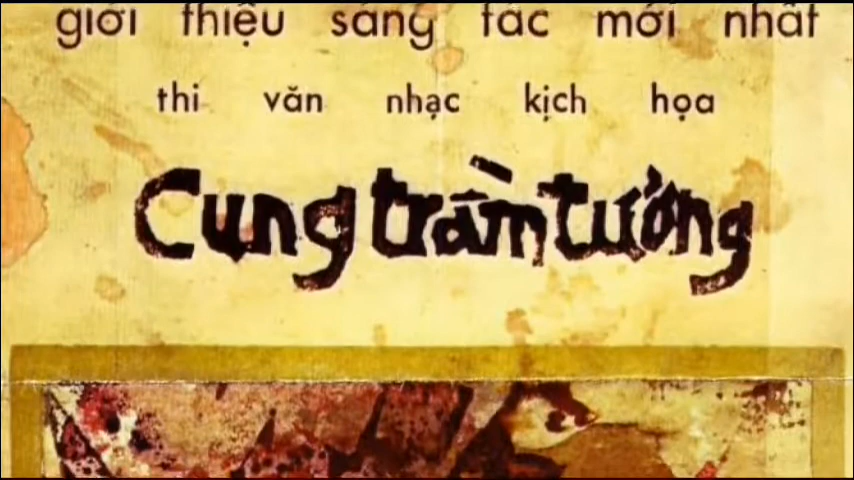 giới thiệu sáng tác mới nhất
thi văn nhạc kịch họa
Cung trầm tưởng